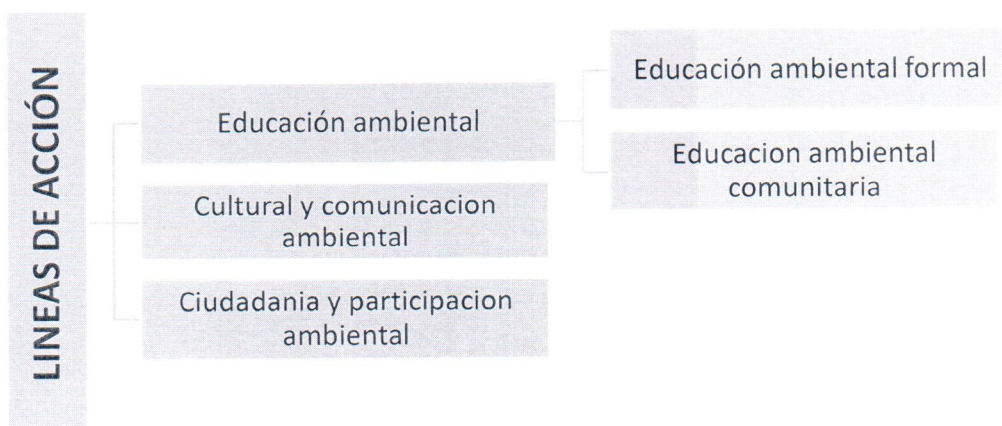 LINEAS DE ACCIÓN
Educación ambiental
Educación ambiental formal
Educacion ambiental
comunitaria
Cultural y comunicacion
ambiental
Ciudadania y participacion
ambiental